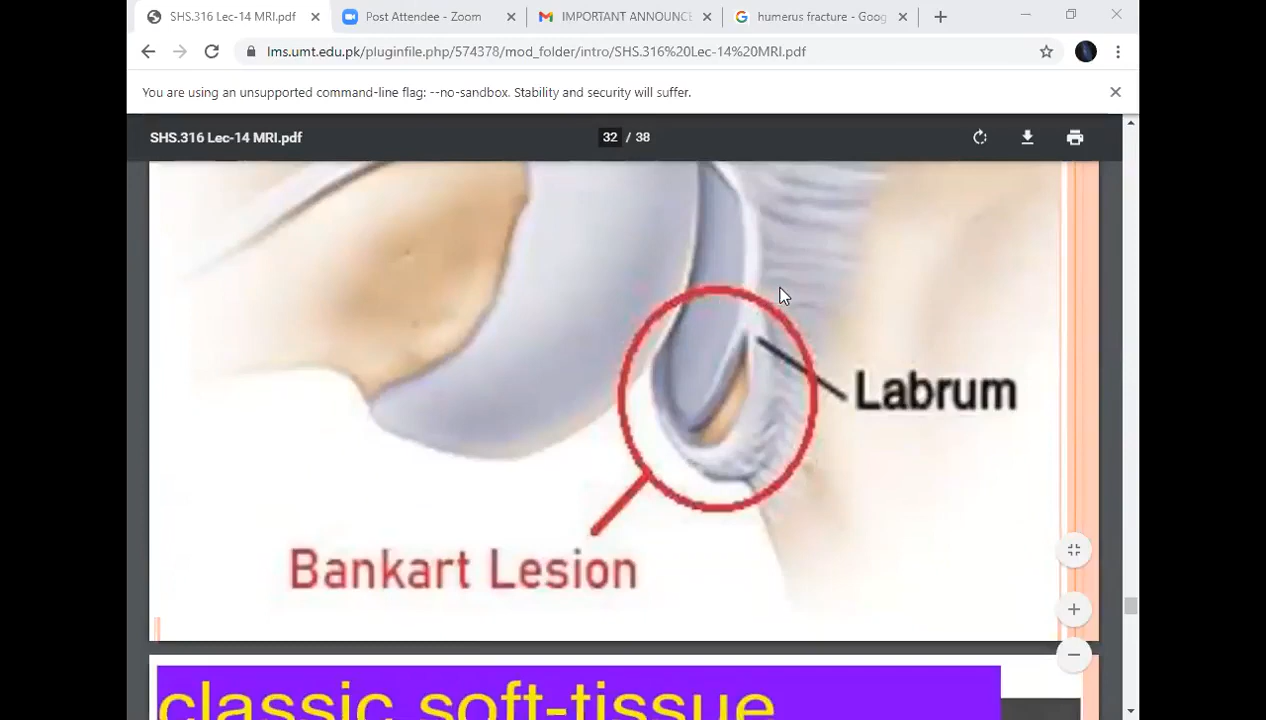 SHS.316 Lec-14 MRI.pdf
Post Attendee - Zoom
IMPORTANT ANNOUNC
humerus fracture - Goog
lms.umt.edu.pk/pluginfile.php/574378/mod_folder/intro/SHS.316%20Lec-14%20MRI.pdf
You are using an unsupported command-line flag: --no-sandbox. Stability and security will suffer.
SHS.316 Lec-14 MRI.pdf
32 / 38
Labrum
Bankart Lesion
classic soft-tissue